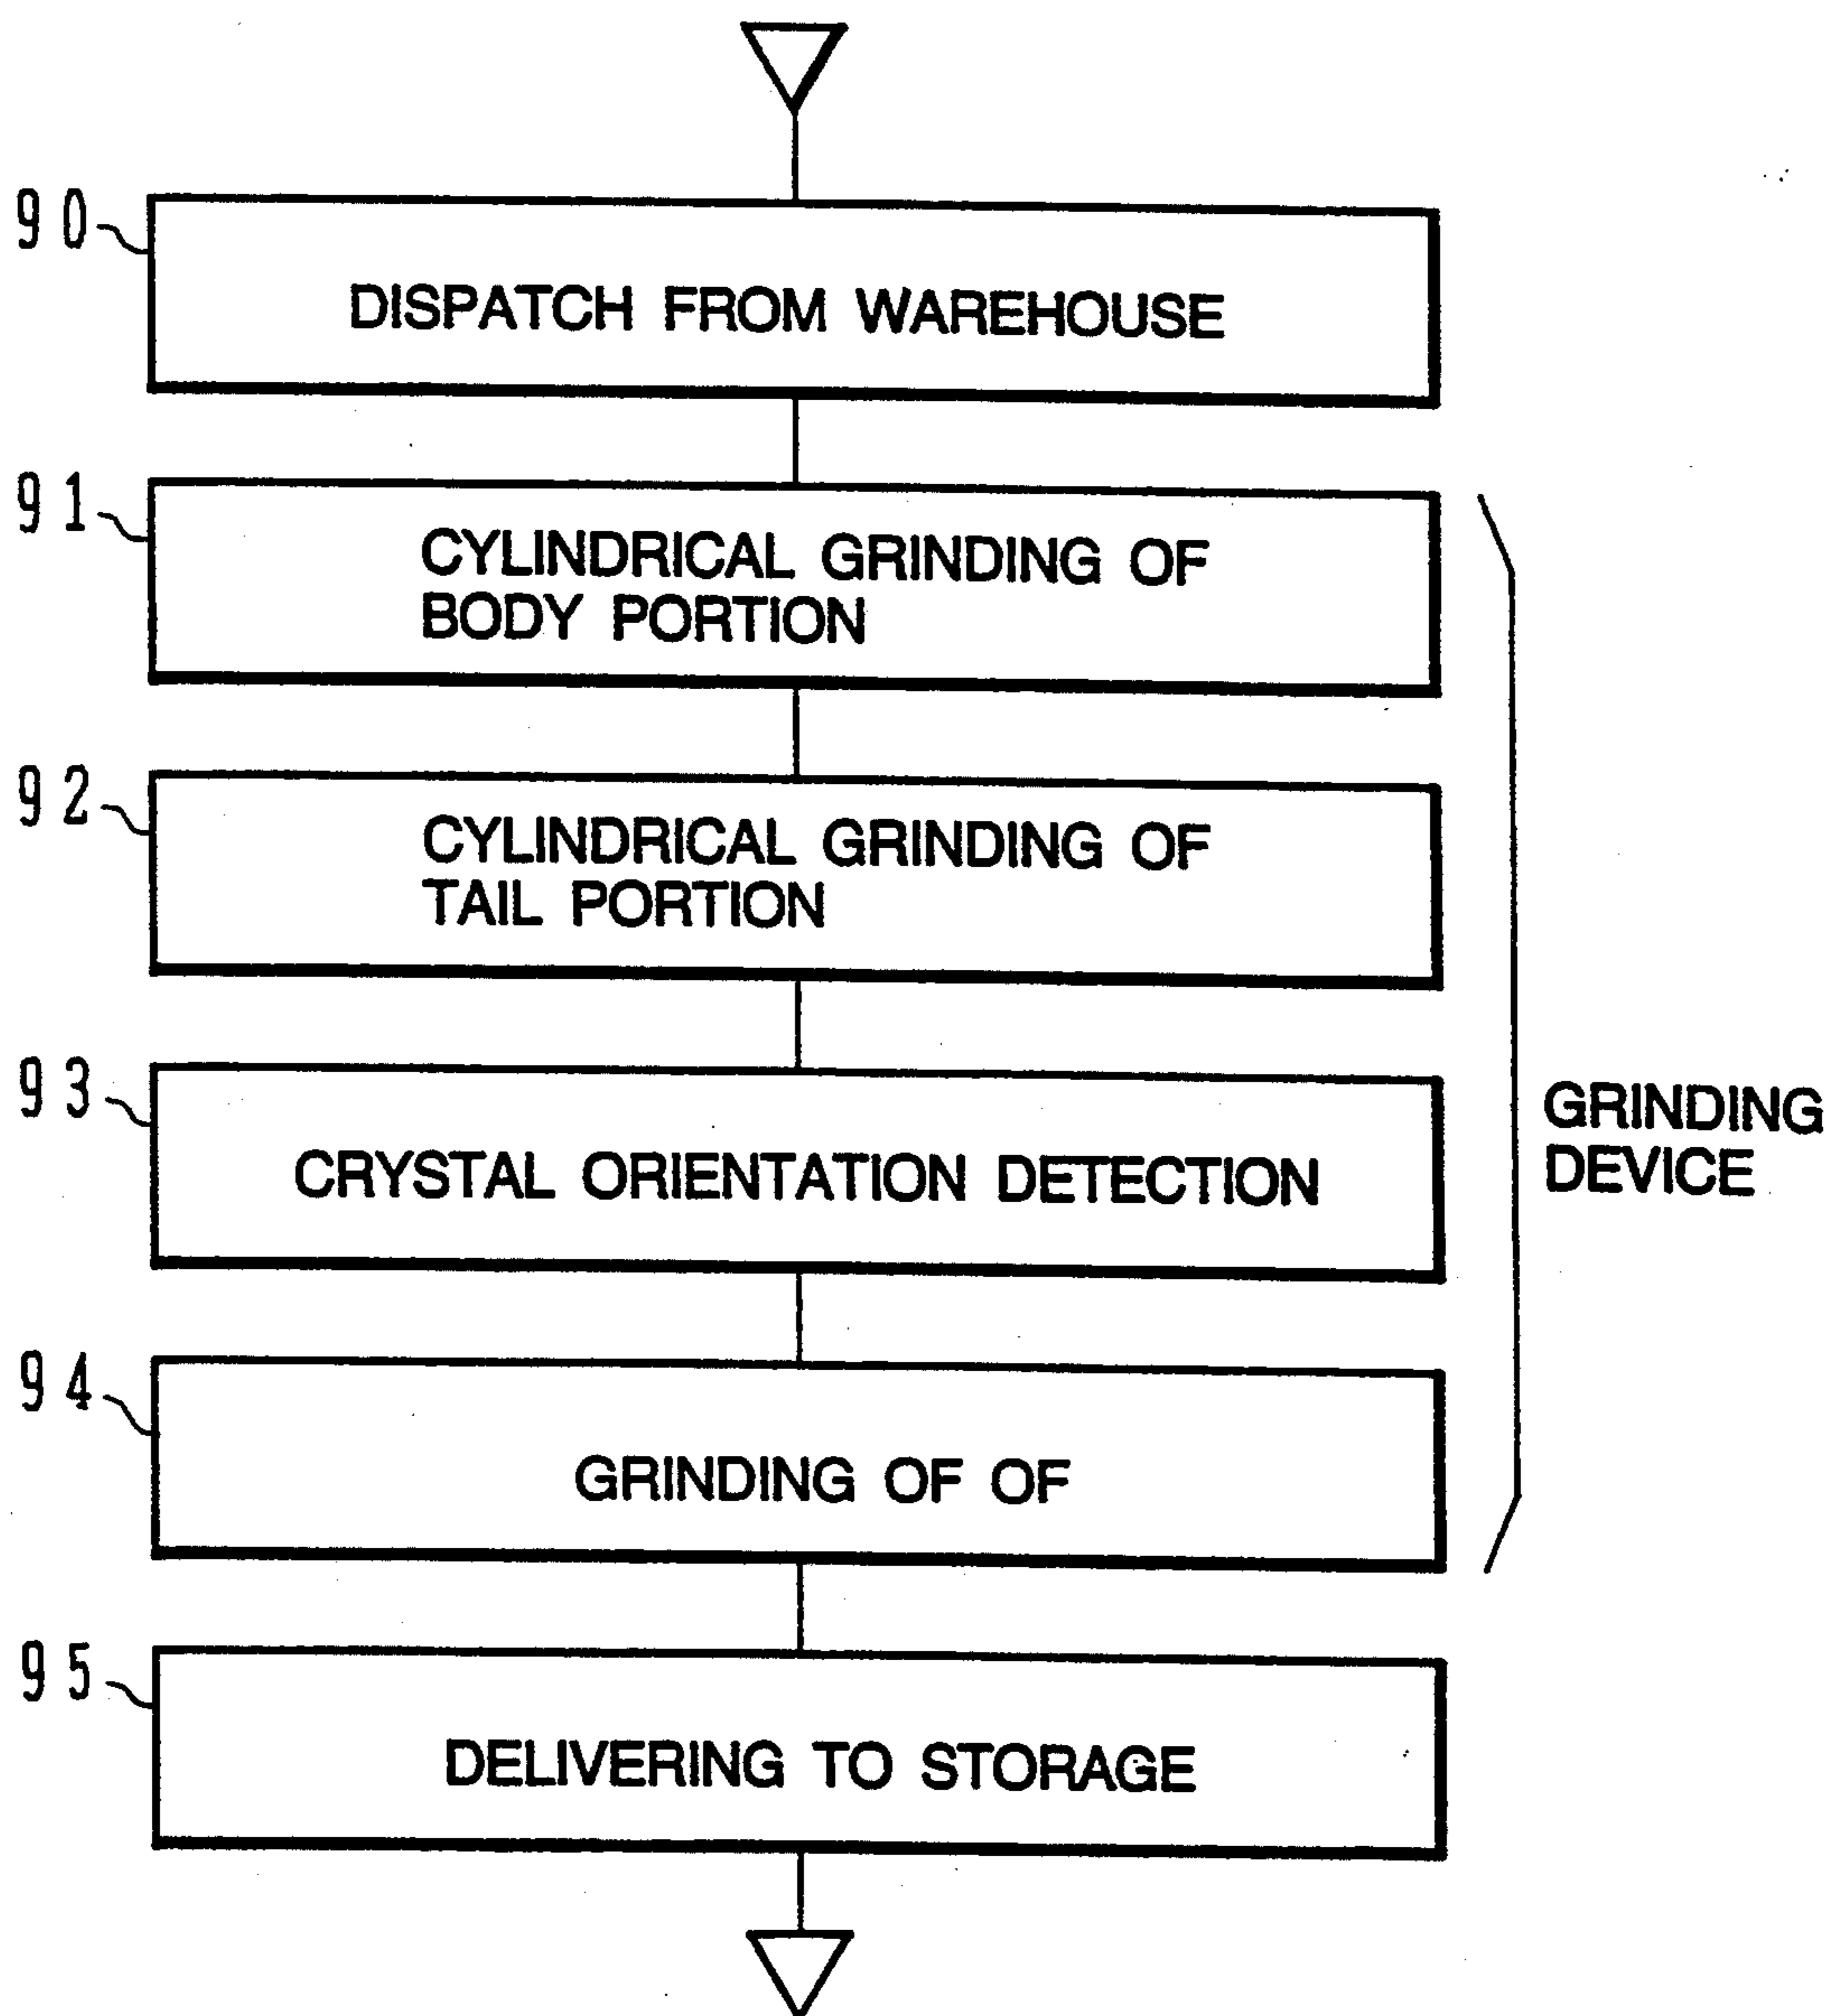 90
DISPATCH FROM WAREHOUSE
91
CYLINDRICAL GRINDING OF
BODY PORTION
92
CYLINDRICAL GRINDING OF
TAIL PORTION
93
CRYSTAL ORIENTATION DETECTION
GRINDING
DEVICE
94
GRINDING OF OF
95
DELIVERING TO STORAGE